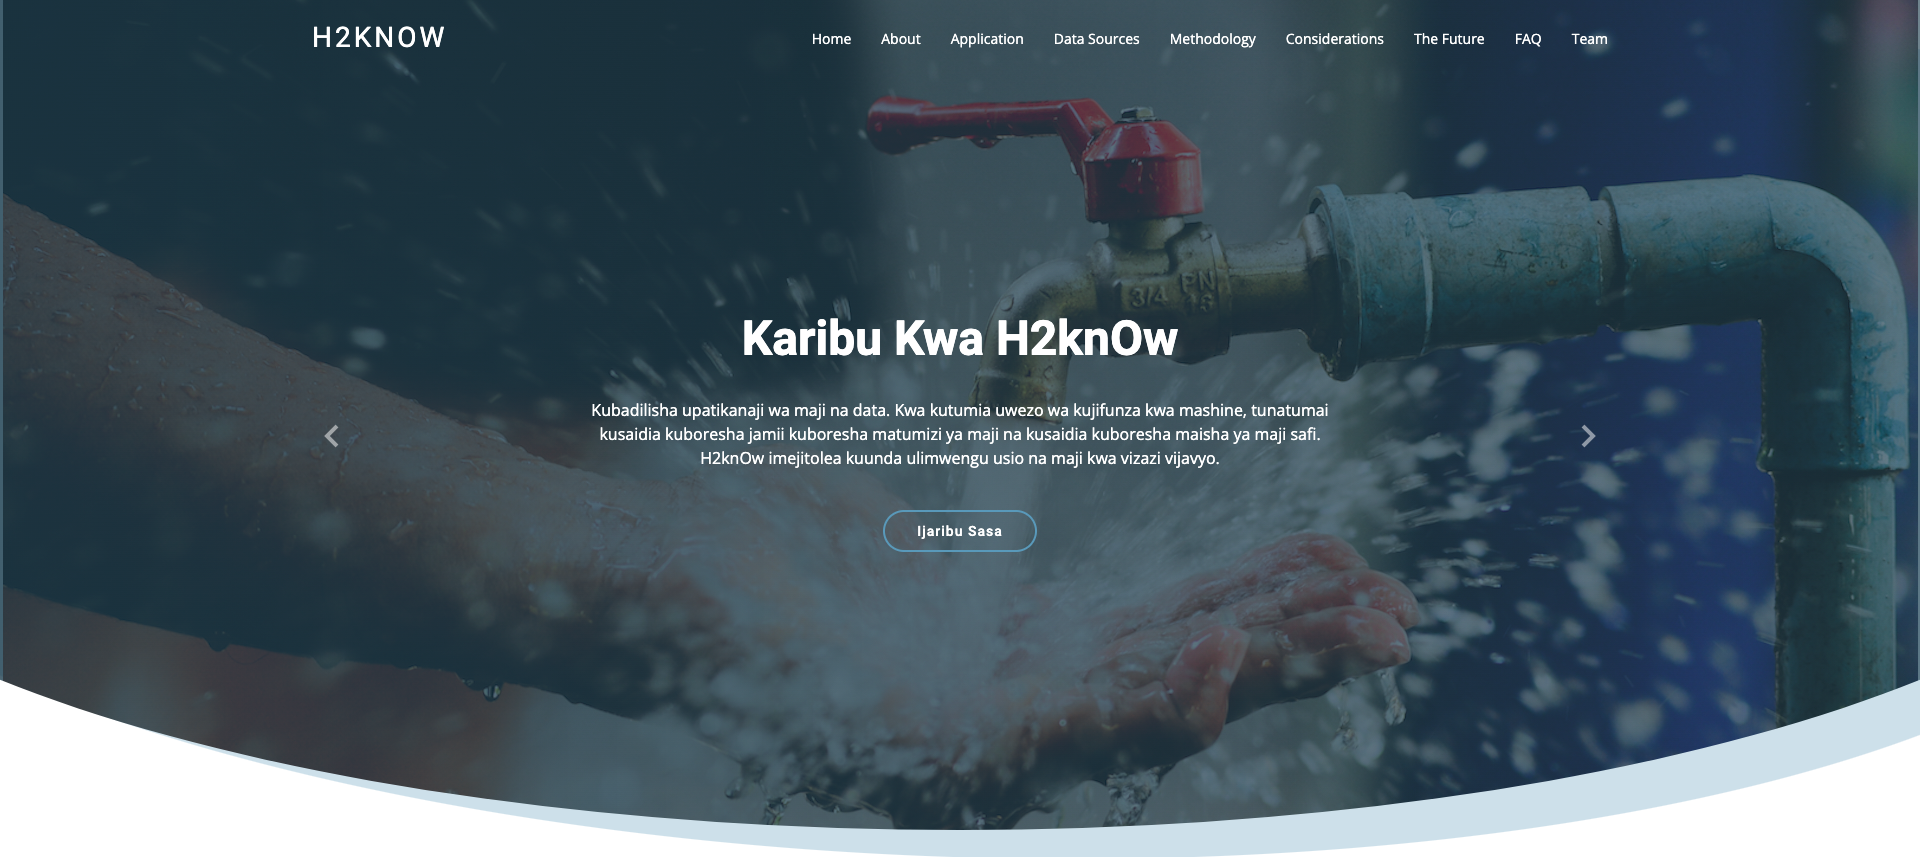 H2KNOW
Home About Application Data Sources Methodology Considerations The Future FAQ Team
3/4 PN
Karibu Kwa H2knOw
Kubadilisha upatikanaji wa maji na data. Kwa kutumia uwezo wa kujifunza kwa mashine, tunatumai
kusaidia kuboresha jamii kuboresha matumizi ya maji na kusaidia kuboresha maisha ya maji safi.
H2knOw imejitolea kuunda ulimwengu usio na maji kwa vizazi vijavyo.
Ijaribu Sasa